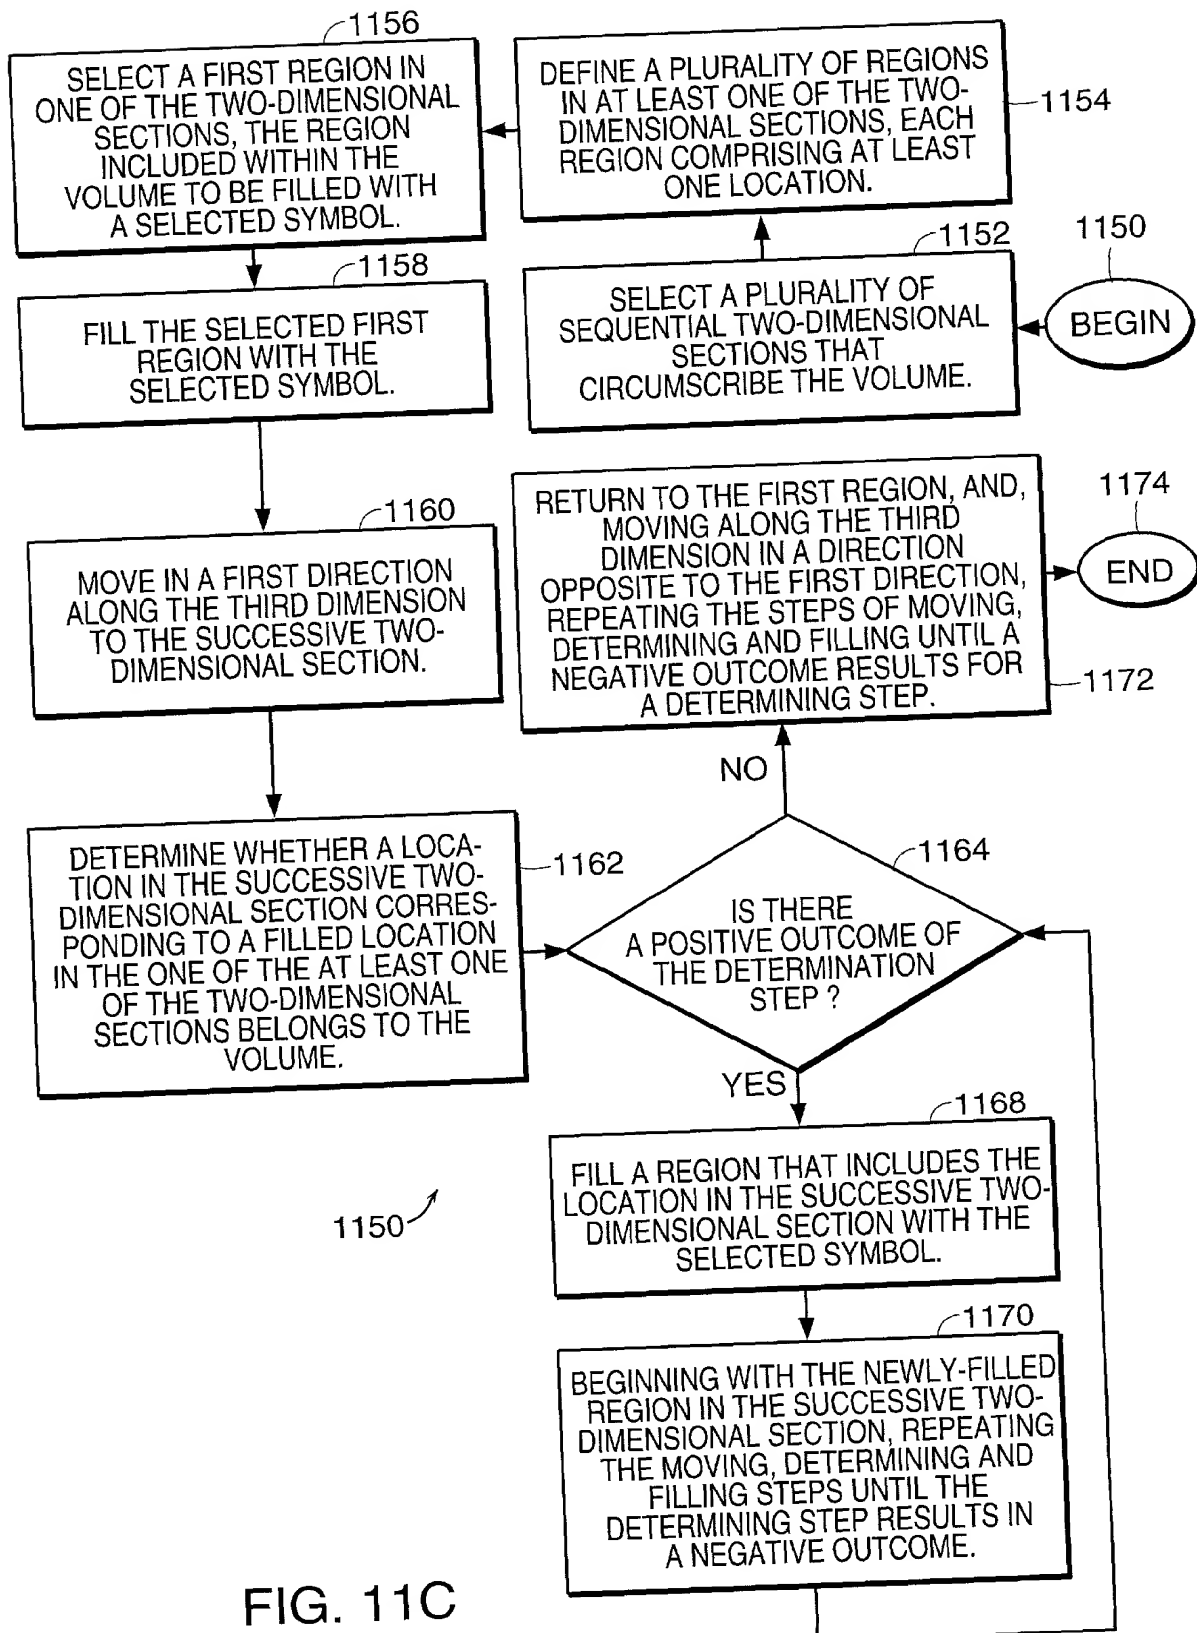 1150
BEGIN
1152
SELECT A PLURALITY OF
SEQUENTIAL TWO-DIMENSIONAL
SECTIONS THAT
CIRCUMSCRIBE THE VOLUME.
1154
DEFINE A PLURALITY OF REGIONS
IN AT LEAST ONE OF THE TWO-
DIMENSIONAL SECTIONS, EACH
REGION COMPRISING AT LEAST
ONE LOCATION.
1156
SELECT A FIRST REGION IN
ONE OF THE TWO-DIMENSIONAL
SECTIONS, THE REGION
INCLUDED WITHIN THE
VOLUME TO BE FILLED WITH
A SELECTED SYMBOL.
1158
FILL THE SELECTED FIRST
REGION WITH THE
SELECTED SYMBOL.
1160
MOVE IN A FIRST DIRECTION
ALONG THE THIRD DIMENSION
TO THE SUCCESSIVE TWO-
DIMENSIONAL SECTION.
1162
DETERMINE WHETHER A LOCA-
TION IN THE SUCCESSIVE TWO-
DIMENSIONAL SECTION CORRES-
PONDING TO A FILLED LOCATION
IN THE ONE OF THE AT LEAST ONE
OF THE TWO-DIMENSIONAL
SECTIONS BELONGS TO THE
VOLUME.
1164
IS THERE
A POSITIVE OUTCOME OF
THE DETERMINATION
STEP ?
NO
RETURN TO THE FIRST REGION, AND,
MOVING ALONG THE THIRD
DIMENSION IN A DIRECTION
OPPOSITE TO THE FIRST DIRECTION,
REPEATING THE STEPS OF MOVING,
DETERMINING AND FILLING UNTIL A
NEGATIVE OUTCOME RESULTS FOR
A DETERMINING STEP.
1172
1174
END
YES
1168
FILL A REGION THAT INCLUDES THE
LOCATION IN THE SUCCESSIVE TWO-
DIMENSIONAL SECTION WITH THE
SELECTED SYMBOL.
1170
BEGINNING WITH THE NEWLY-FILLED
REGION IN THE SUCCESSIVE TWO-
DIMENSIONAL SECTION, REPEATING
THE MOVING, DETERMINING AND
FILLING STEPS UNTIL THE
DETERMINING STEP RESULTS IN
A NEGATIVE OUTCOME.
1150
FIG. 11C